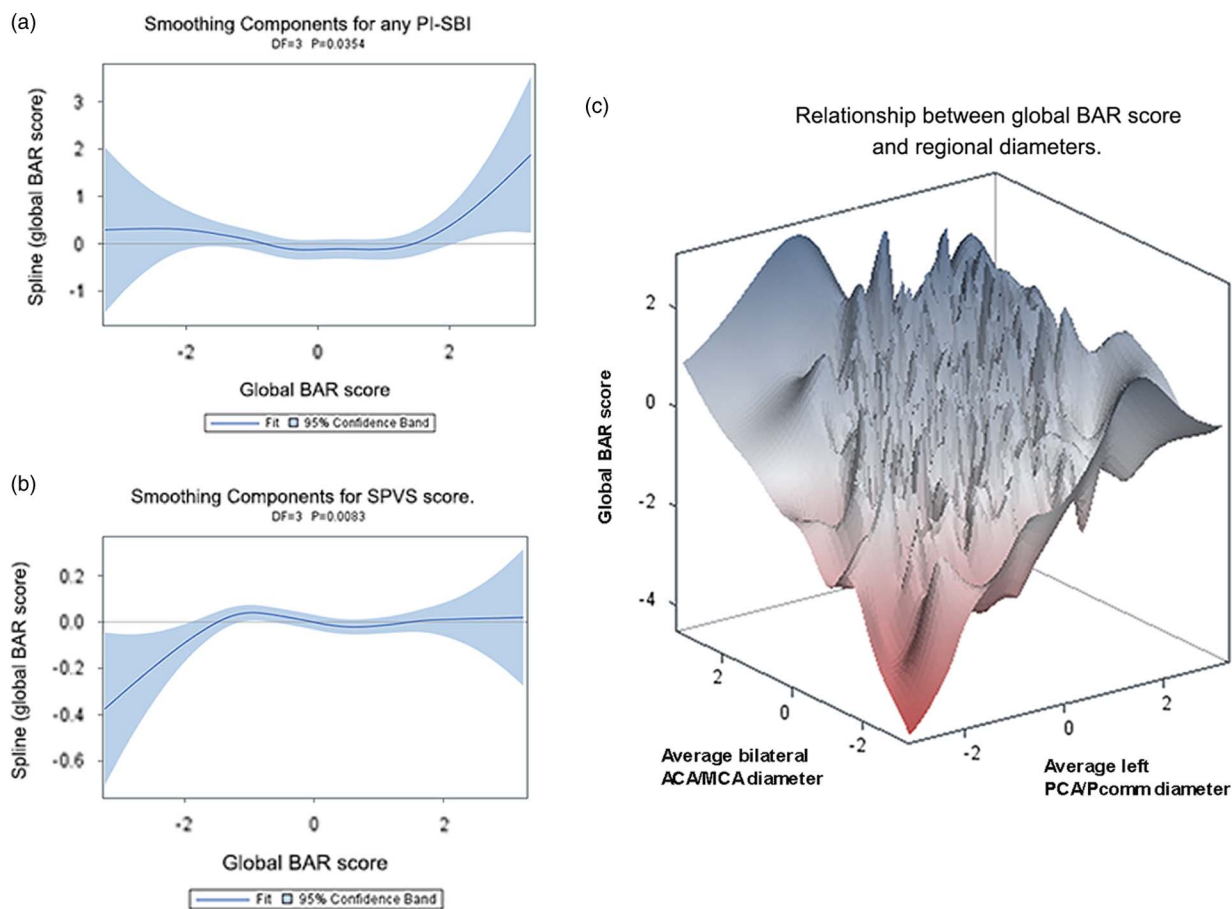 (a)
Smoothing Components for any PI-SBI
DF=3 P=0.0354
Spline (global BAR score)
3
2
1
0
-1
-2
0
2
Global BAR score
Fit 95% Confidence Band
(b)
Smoothing Components for SPVS score.
DF=3 P=0.0083
Spline (global BAR score)
0.2
0.0
-0.2
-0.4
-0.6
-2
0
2
Global BAR score
Fit 95% Confidence Band
(c)
Relationship between global BAR score
and regional diameters.
Global BAR score
2
0
-2
-4
2
0
-2
Average bilateral
ACA/MCA diameter
-2
0
2
Average left
PCA/Pcomm diameter